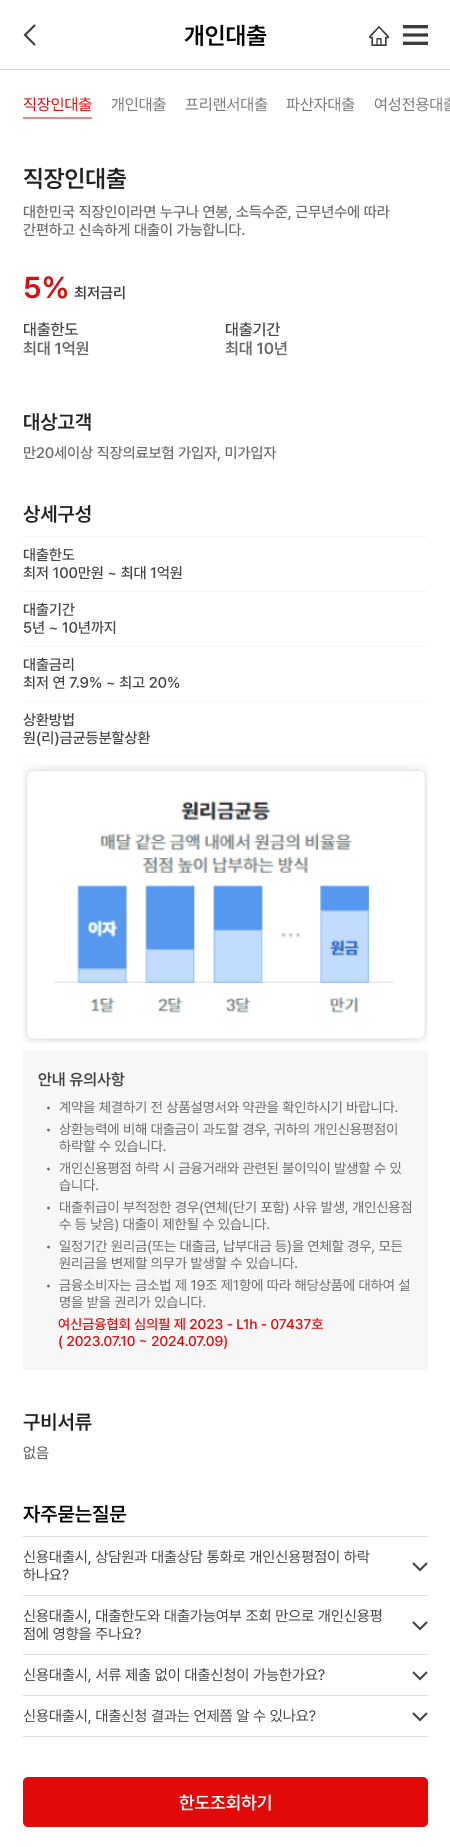 개인대출
직장인대출 개인대출 프리랜서대출 파산자대출 여성전용대출
직장인대출
대한민국 직장인이라면 누구나 연봉, 소득수준, 근무년수에 따라
간편하고 신속하게 대출이 가능합니다.
5% 최저금리
대출한도 대출기간
최대 1억원 최대 10년
대상고객
만20세이상 직장의료보험 가입자, 미가입자
상세구성
대출한도
최저 100만원 ~ 최대 1억원
대출기간
5년 ~ 10년까지
대출금리
최저 연 7.9% ~ 최고 20%
상환방법
원(리)금균등분할상환
원리금균등
매달 같은 금액 내에서 원금의 비율을
점점 높이 납부하는 방식
이자 ... 원금
1달 2달 3달 만기
안내 유의사항
• 계약을 체결하기 전 상품설명서와 약관을 확인하시기 바랍니다.
• 상환능력에 비해 대출금이 과도할 경우, 귀하의 개인신용평점이
하락할 수 있습니다.
• 개인신용평점 하락 시 금융거래와 관련된 불이익이 발생할 수 있
습니다.
• 대출취급이 부적정한 경우(연체(단기 포함) 사유 발생, 개인신용점
수 등 낮음) 대출이 제한될 수 있습니다.
• 일정기간 원리금(또는 대출금, 납부대금 등)을 연체할 경우, 모든
원리금을 변제할 의무가 발생할 수 있습니다.
• 금융소비자는 금소법 제 19조 제1항에 따라 해당상품에 대하여 설
명을 받을 권리가 있습니다.
여신금융협회 심의필 제 2023 - L1h - 07437호
( 2023.07.10 ~ 2024.07.09)
구비서류
없음
자주묻는질문
신용대출시, 상담원과 대출상담 통화로 개인신용평점이 하락
하나요?
신용대출시, 대출한도와 대출가능여부 조회 만으로 개인신용평
점에 영향을 주나요?
신용대출시, 서류 제출 없이 대출신청이 가능한가요?
신용대출시, 대출신청 결과는 언제쯤 알 수 있나요?
한도조회하기